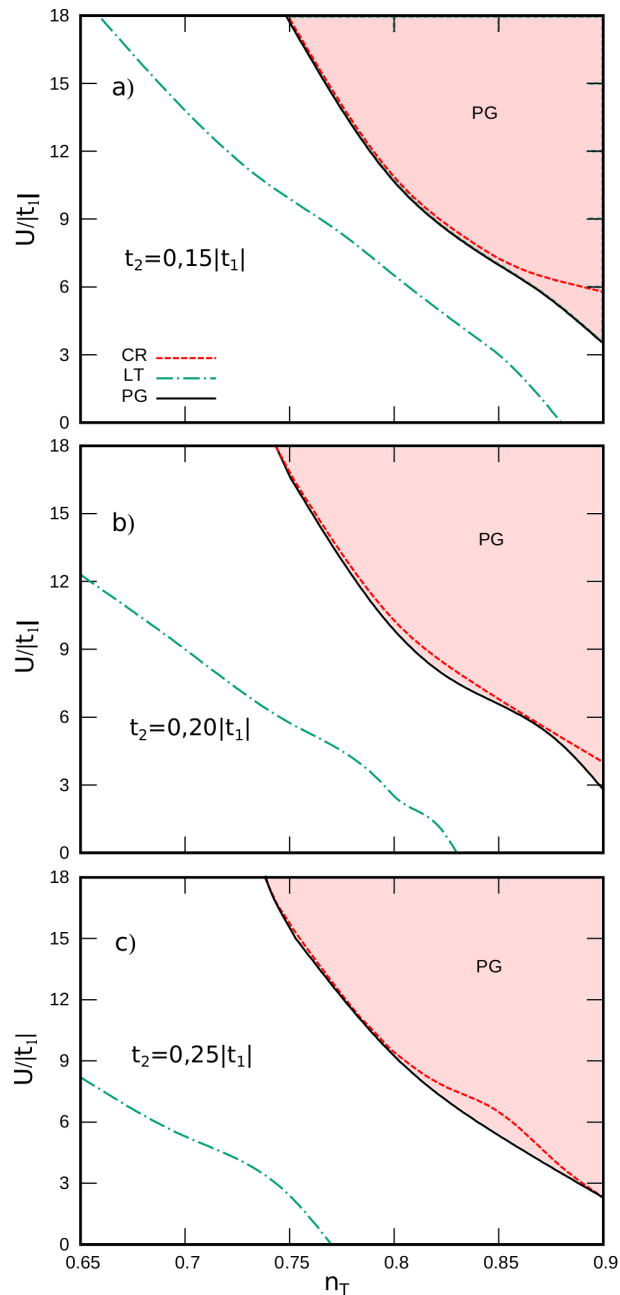 18
15
12
9
6
3
0
U/|t₁|
a)
PG
t₂=0,15|t₁|
CR
LT
PG
18
15
12
9
6
3
0
U/|t₁|
b)
PG
t₂=0,20|t₁|
18
15
12
9
6
3
0
U/|t₁|
c)
PG
t₂=0,25|t₁|
0.65 0.7 0.75 0.8 0.85 0.9
n_T